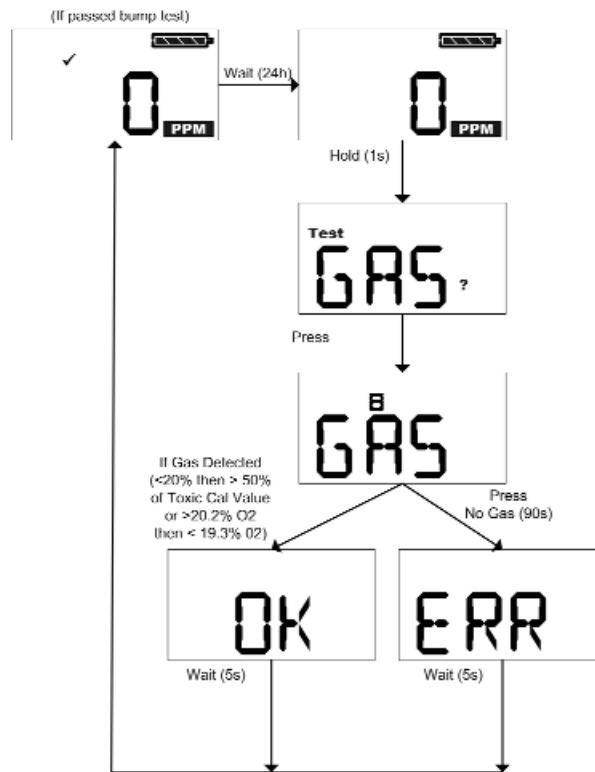 (If passed bump test)
✓
0
PPM
Wait (24h)
0
PPM
Hold (1s)
Test
GAS ?
Press
8
GAS
If Gas Detected
(<20% then > 50%
of Toxic Cal Value
or >20.2% O2
then < 19.3% 02)
Press
No Gas (90s)
OK
ERR
Wait (5s)
Wait (5s)